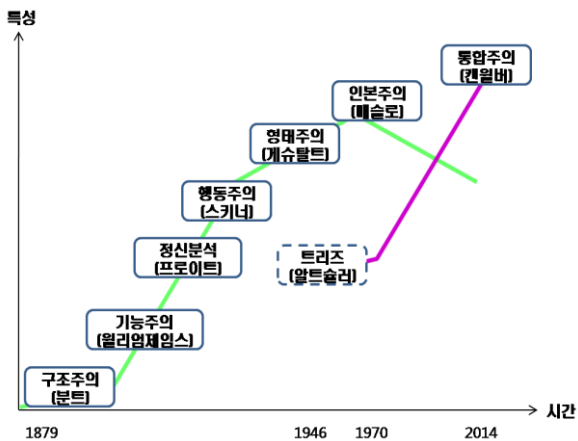 특성
통합주의
(캔윌버)
인본주의
(매슬로)
형태주의
(게슈탈트)
행동주의
(스키너)
정신분석
(프로이트)
트리즈
(알트슐러)
기능주의
(윌리엄제임스)
구조주의
(분트)
시간
1879
1946
1970
2014